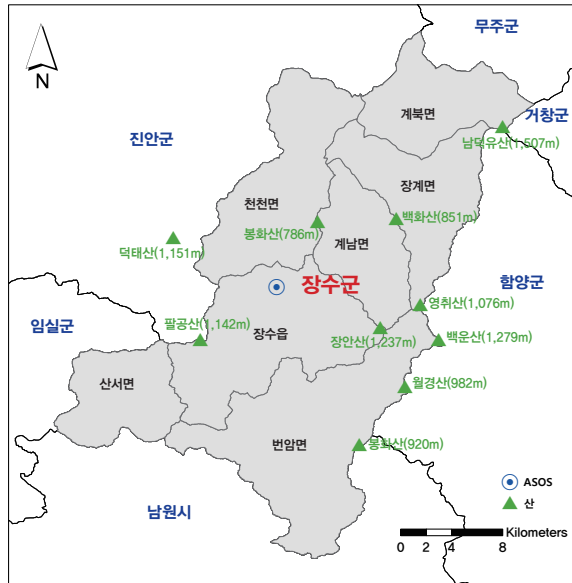 무주군
N
계북면
거창군
남덕유산(1,507m)
진안군
장계면
천천면
백화산(851m)
봉화산(786m)
계남면
덕태산(1,151m)
함양군
장수군
영취산(1,076m)
임실군
팔공산(1,142m)
장수읍
장안산(1,237m)
백운산(1,279m)
산서면
월경산(982m)
번암면
봉화산(920m)
ASOS
산
남원시
Kilometers
0 2 4 8